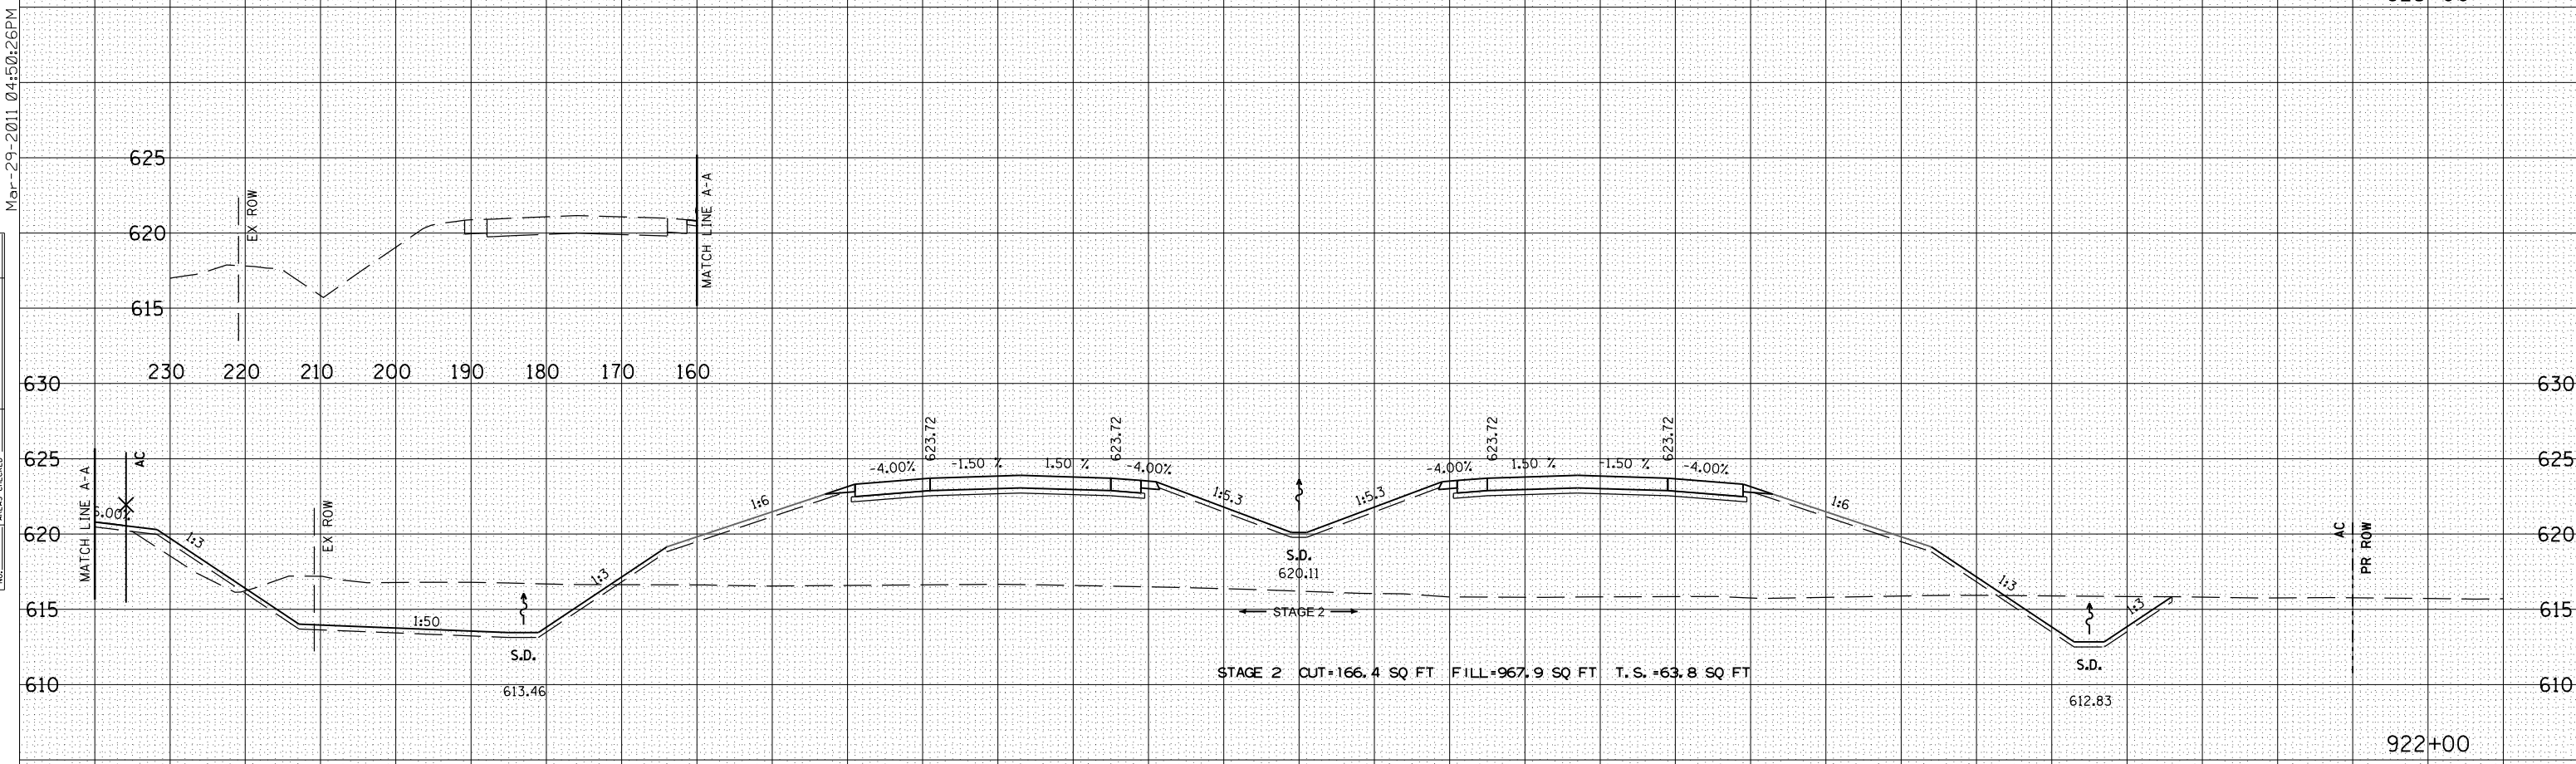 Mar-29-2011 04:50:26PM
625
620
615
EX ROW
MATCH LINE A-A
230 220 210 200 190 180 170 160
630 630
625 625
620 620
615 615
610 610
MATCH LINE A-A
AC
EX ROW
1:3
1:50
S.D.
613.46
1:3
1:6
-4.00%
623.72
-1.50 %
1.50 %
623.72
-4.00%
1:5.3
1:5.3
S.D.
620.11
STAGE 2
-4.00%
623.72
1.50 %
-1.50 %
623.72
-4.00%
1:6
1:3
1:3
S.D.
612.83
AC
PR ROW
STAGE 2 CUT=166.4 SQ FT FILL=967.9 SQ FT T.S.=63.8 SQ FT
922+00